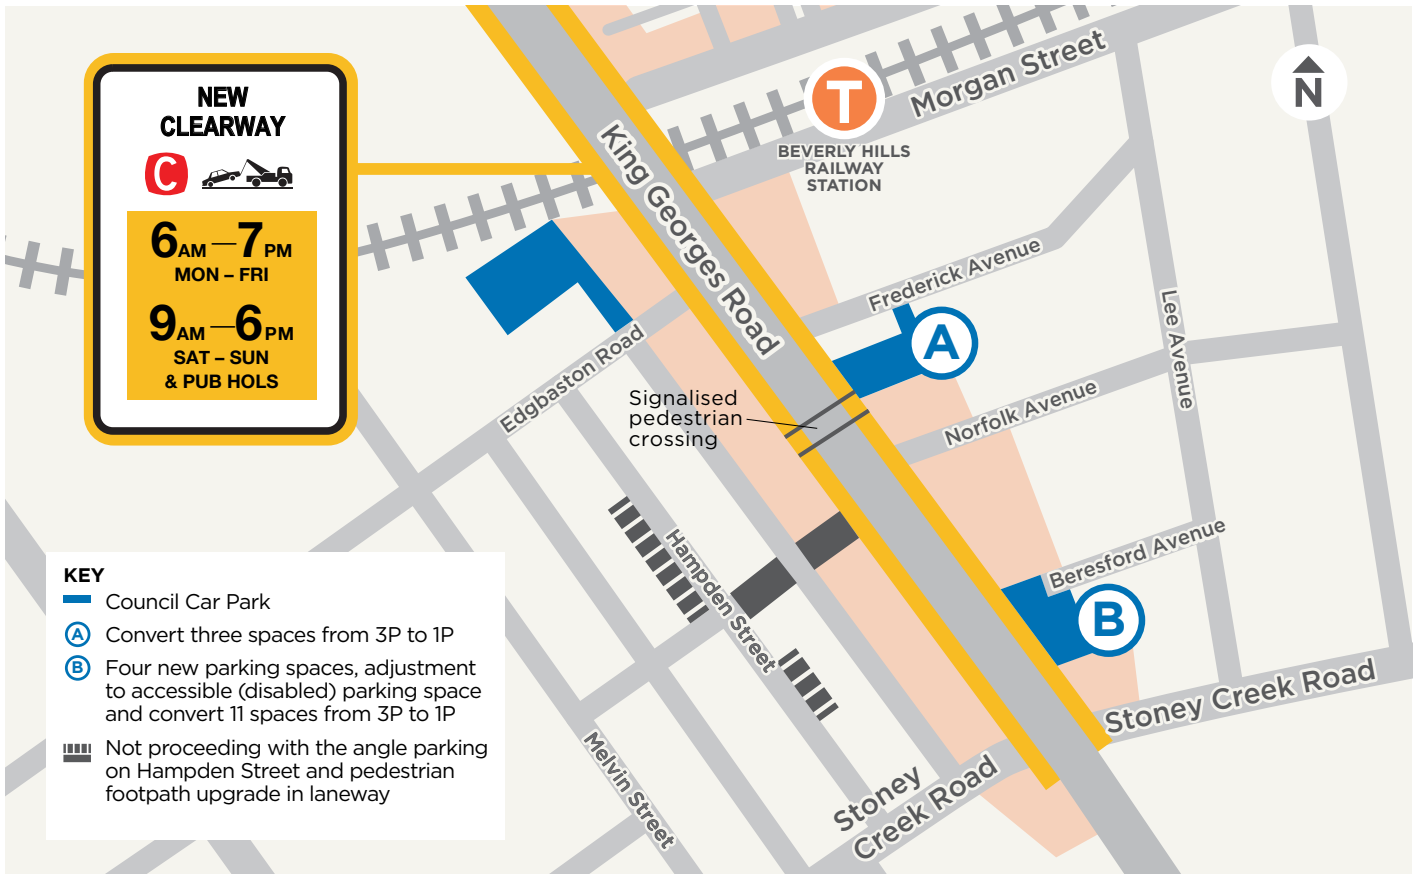 NEW
CLEARWAY
C
6AM—7PM
MON – FRI
9AM—6PM
SAT – SUN
& PUB HOLS
T
BEVERLY HILLS
RAILWAY
STATION
Morgan Street
N
King Georges Road
Frederick Avenue
A
Lee Avenue
Edgbaston Road
Signalised
pedestrian
crossing
Norfolk Avenue
Hampden Street
Beresford Avenue
B
Stoney Creek Road
Melvin Street
Stoney
Creek Road
KEY
Council Car Park
A Convert three spaces from 3P to 1P
B Four new parking spaces, adjustment
to accessible (disabled) parking space
and convert 11 spaces from 3P to 1P
Not proceeding with the angle parking
on Hampden Street and pedestrian
footpath upgrade in laneway